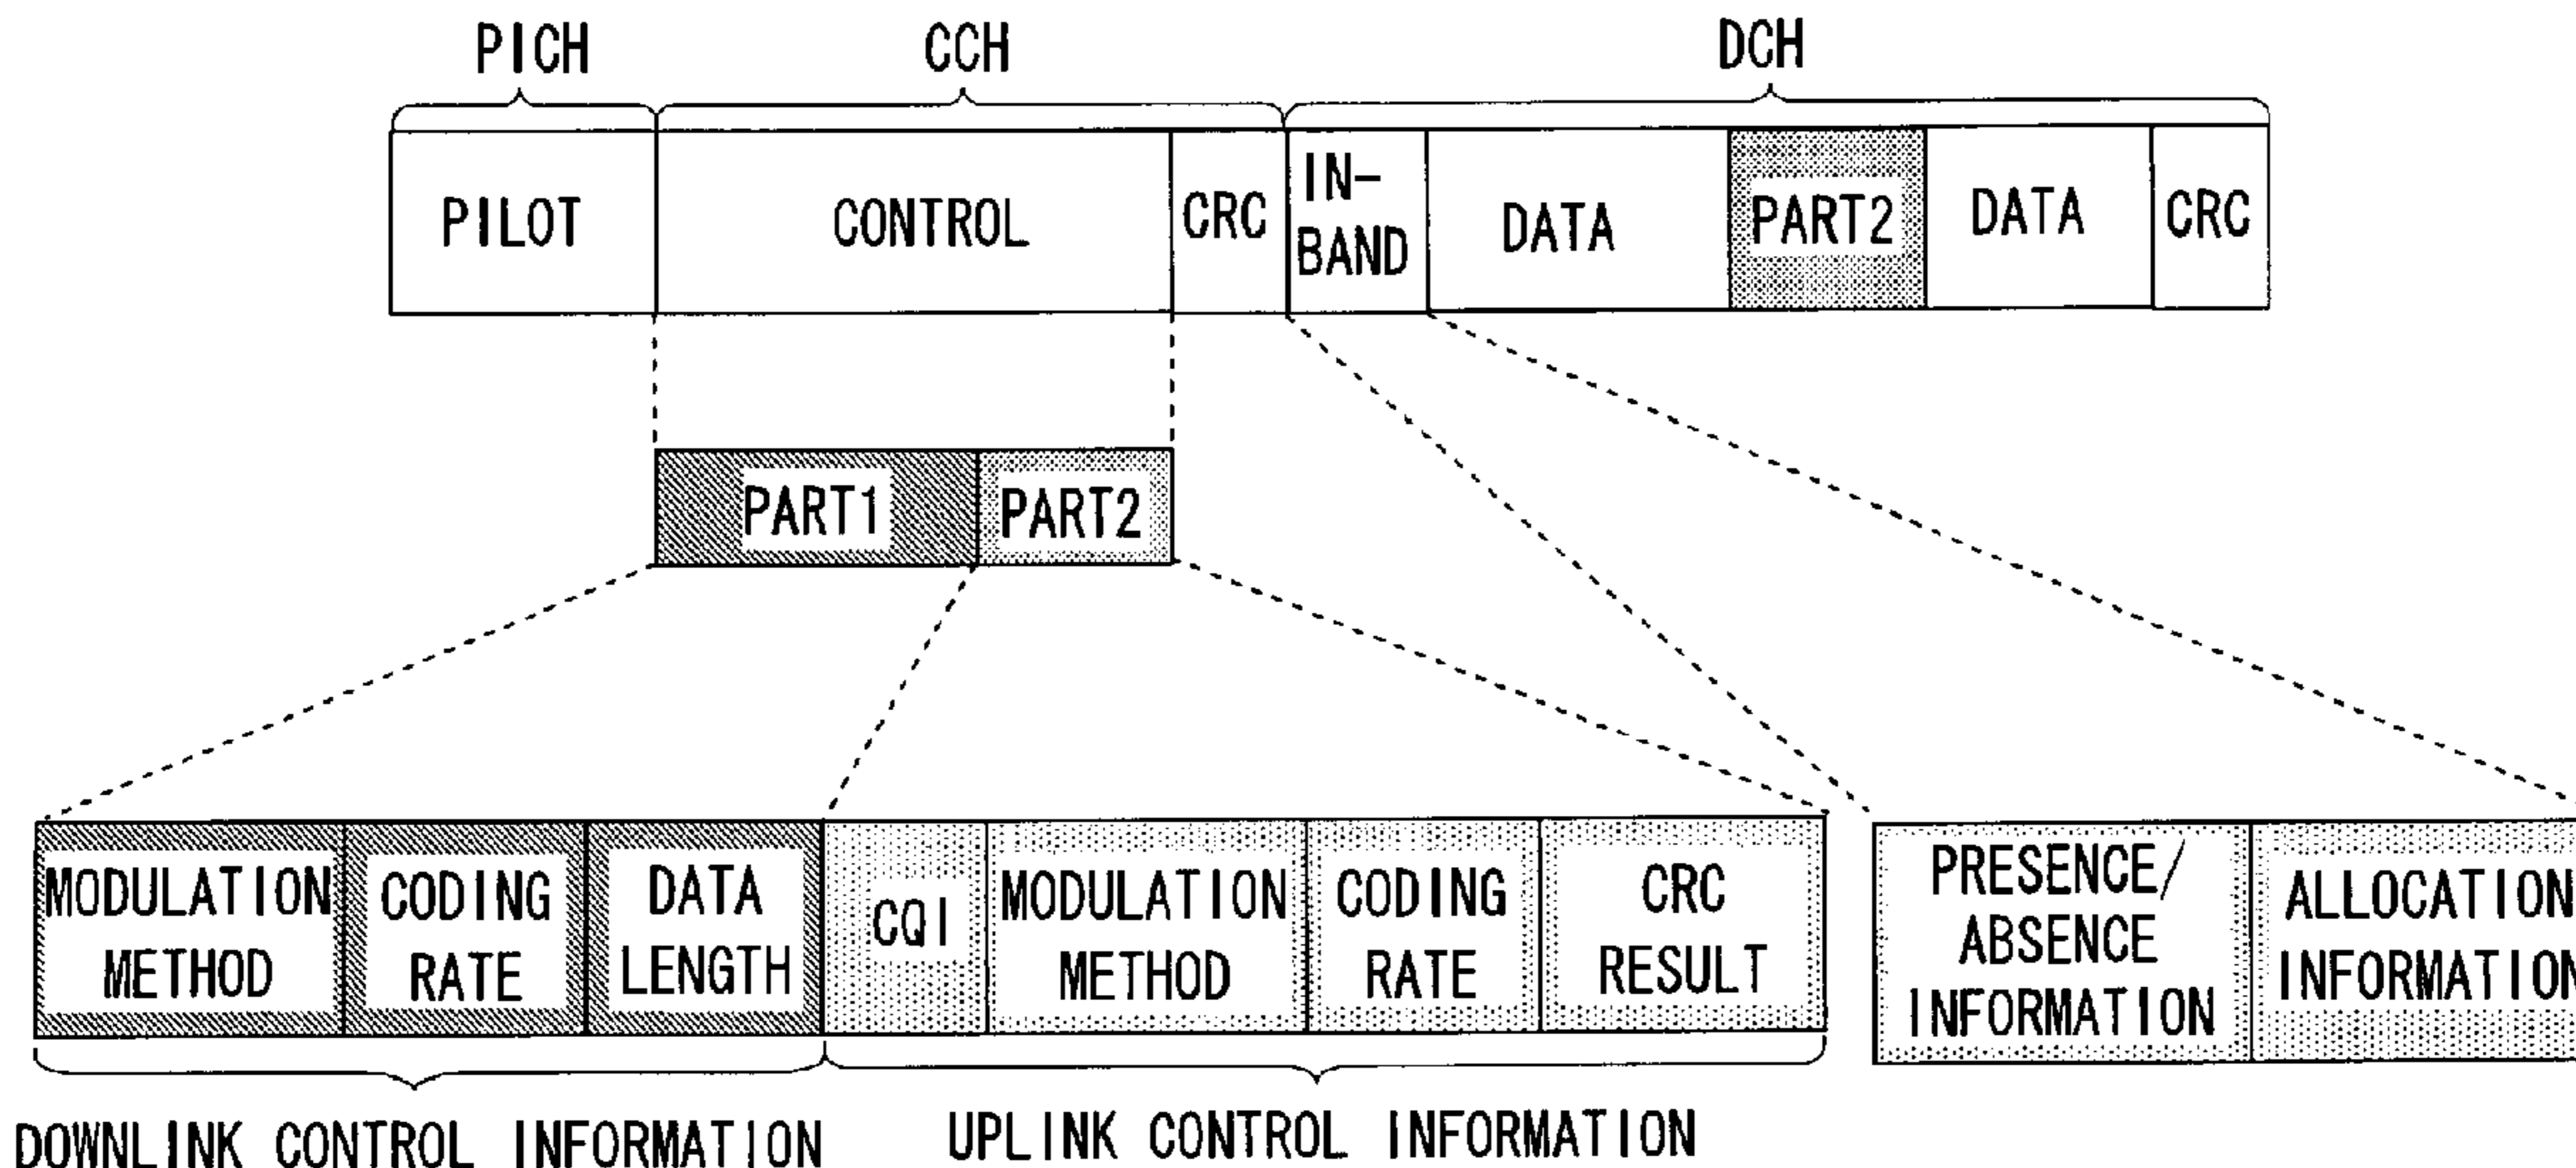 PICH CCH DCH
PILOT CONTROL CRC IN-BAND DATA PART2 DATA CRC
PART1 PART2
MODULATION METHOD CODING RATE DATA LENGTH CQI MODULATION METHOD CODING RATE CRC RESULT PRESENCE/ABSENCE INFORMATION ALLOCATION INFORMATION
DOWNLINK CONTROL INFORMATION UPLINK CONTROL INFORMATION